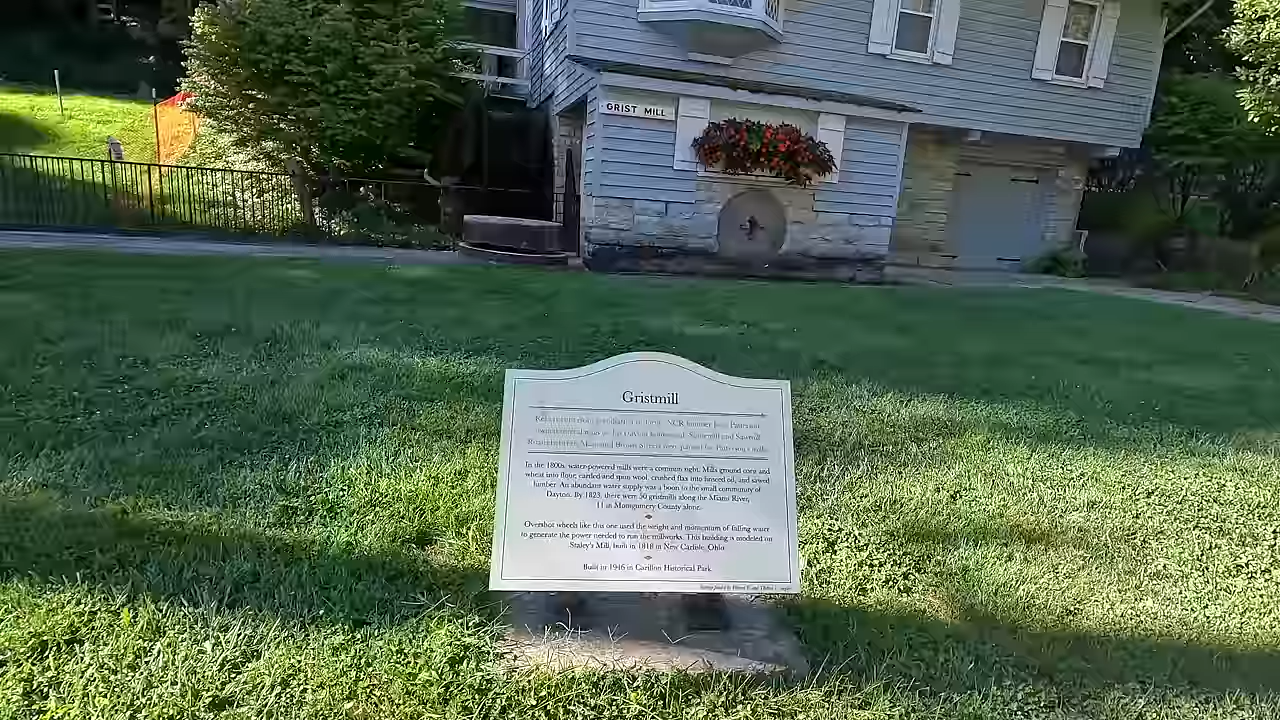 GRIST MILL
Gristmill
NCR founder John Patterson
Sawmill
In the 1800s, water-powered mills were a common sight. Mills ground corn and
wheat into flour, carded and spun wool, crushed flax into linseed oil, and sawed
lumber. An abundant water supply was a boon to the small community of
Dayton. By 1823, there were 50 gristmills along the Miami River,
11 in Montgomery County alone.
Overshot wheels like this one used the weight and momentum of falling water
to generate the power needed to run the millworks. This building is modeled on
Staley's Mill, built in 1818 in New Carlisle, Ohio.
Built in 1946 in Carillon Historical Park